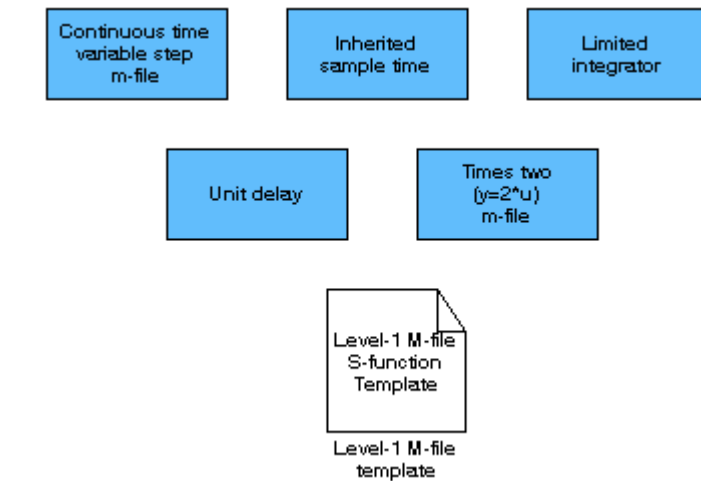 Continuous time
variable step
m-file
Inherited
sample time
Limited
integrator
Unit delay
Times two
(y=2*u)
m-file
Level-1 M-file
S-function
Template
Level-1 M-file
template